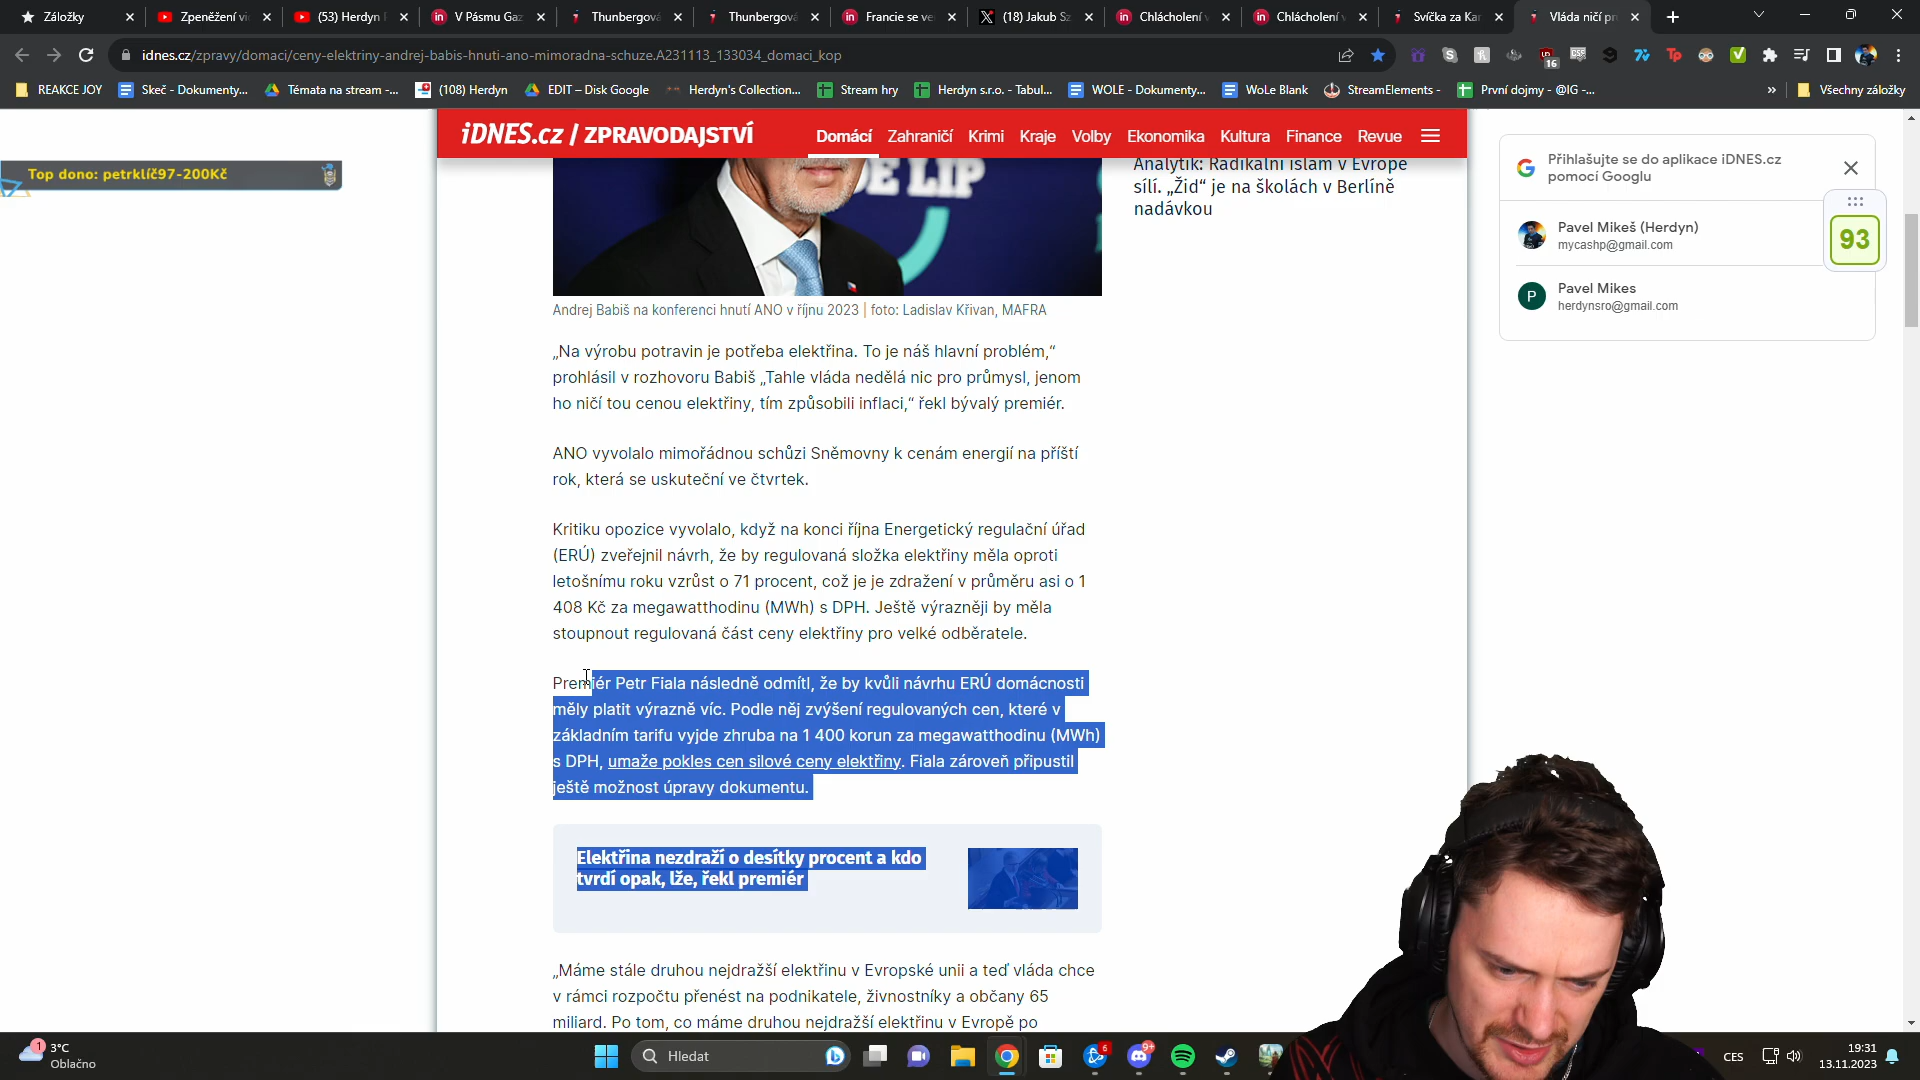 Záložky
Zpeněžení vi
(53) Herdyn
V Pásmu Gaz
Thunbergová
Thunbergová
Francie se ve
(18) Jakub Sz
Chlácholení v
Chlácholení v
Svíčka za Kar
Vláda ničí pr
idnes.cz/zpravy/domaci/ceny-elektriny-andrej-babis-hnuti-ano-mimoradna-schuze.A231113_133034_domaci_kop
16
REAKCE JOY
Skeč - Dokumenty...
Témata na stream -...
(108) Herdyn
EDIT – Disk Google
Herdyn's Collection...
Stream hry
Herdyn s.r.o. - Tabul...
WOLE - Dokumenty...
WoLe Blank
StreamElements -
První dojmy - @IG -...
»
Všechny záložky
iDNES.cz / ZPRAVODAJSTVÍ
Domácí
Zahraničí
Krimi
Kraje
Volby
Ekonomika
Kultura
Finance
Revue
Top dono: petrklíč97-200Kč
DE LÍP
Analytik: Radikální islám v Evropě
sílí. „Žid“ je na školách v Berlíně
nadávkou
Přihlašujte se do aplikace iDNES.cz
pomocí Googlu
Pavel Mikeš (Herdyn)
mycashp@gmail.com
93
P
Pavel Mikes
herdynsro@gmail.com
Andrej Babiš na konferenci hnutí ANO v říjnu 2023 | foto: Ladislav Křivan, MAFRA
„Na výrobu potravin je potřeba elektřina. To je náš hlavní problém,“
prohlásil v rozhovoru Babiš „Tahle vláda nedělá nic pro průmysl, jenom
ho ničí tou cenou elektřiny, tím způsobili inflaci,“ řekl bývalý premiér.
ANO vyvolalo mimořádnou schůzi Sněmovny k cenám energií na příští
rok, která se uskuteční ve čtvrtek.
Kritiku opozice vyvolalo, když na konci října Energetický regulační úřad
(ERÚ) zveřejnil návrh, že by regulovaná složka elektřiny měla oproti
letošnímu roku vzrůst o 71 procent, což je je zdražení v průměru asi o 1
408 Kč za megawatthodinu (MWh) s DPH. Ještě výrazněji by měla
stoupnout regulovaná část ceny elektřiny pro velké odběratele.
Premiér Petr Fiala následně odmítl, že by kvůli návrhu ERÚ domácnosti
měly platit výrazně víc. Podle něj zvýšení regulovaných cen, které v
základním tarifu vyjde zhruba na 1 400 korun za megawatthodinu (MWh)
s DPH, umaže pokles cen silové ceny elektřiny. Fiala zároveň připustil
ještě možnost úpravy dokumentu.
Elektřina nezdraží o desítky procent a kdo
tvrdí opak, lže, řekl premiér
„Máme stále druhou nejdražší elektřinu v Evropské unii a teď vláda chce
v rámci rozpočtu přenést na podnikatele, živnostníky a občany 65
miliard. Po tom, co máme druhou nejdražší elektřinu v Evropě po
1
3°C
Oblačno
Hledat
6
9+
CES
19:31
13.11.2023